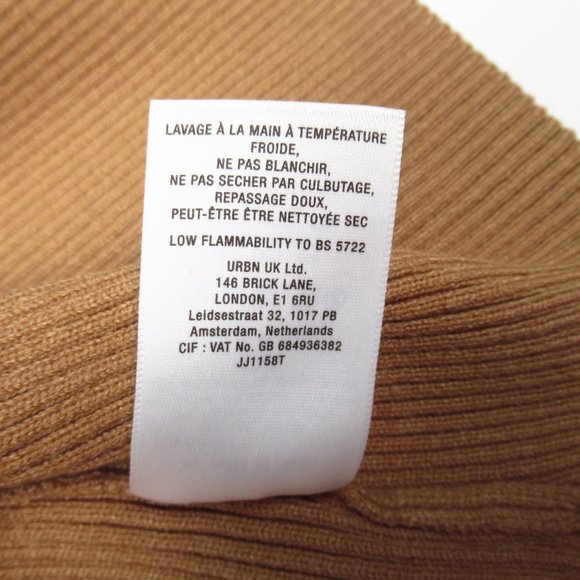 LAVAGE À LA MAIN À TEMPÉRATURE
FROIDE,
NE PAS BLANCHIR,
NE PAS SECHER PAR CULBUTAGE,
REPASSAGE DOUX,
PEUT-ÊTRE ÊTRE NETTOYÉE SEC
LOW FLAMMABILITY TO BS 5722
URBN UK Ltd.
146 BRICK LANE,
LONDON, E1 6RU
Leidsestraat 32, 1017 PB
Amsterdam, Netherlands
CIF : VAT No. GB 684936382
JJ1158T